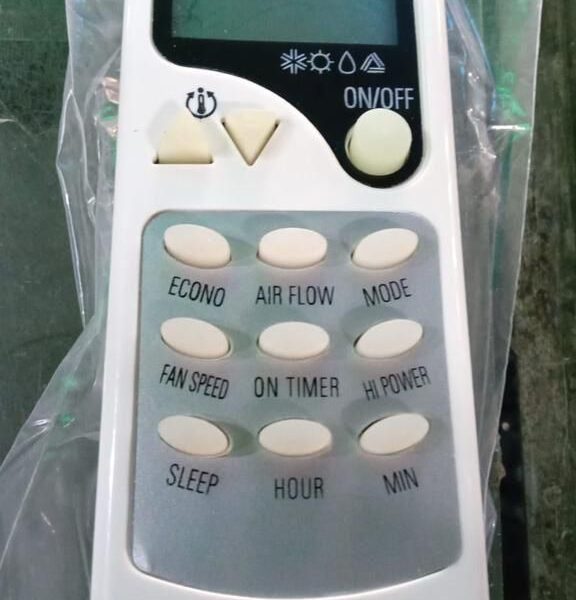 ON/OFF
ECONO AIR FLOW MODE
FAN SPEED ON TIMER HI POWER
SLEEP HOUR MIN